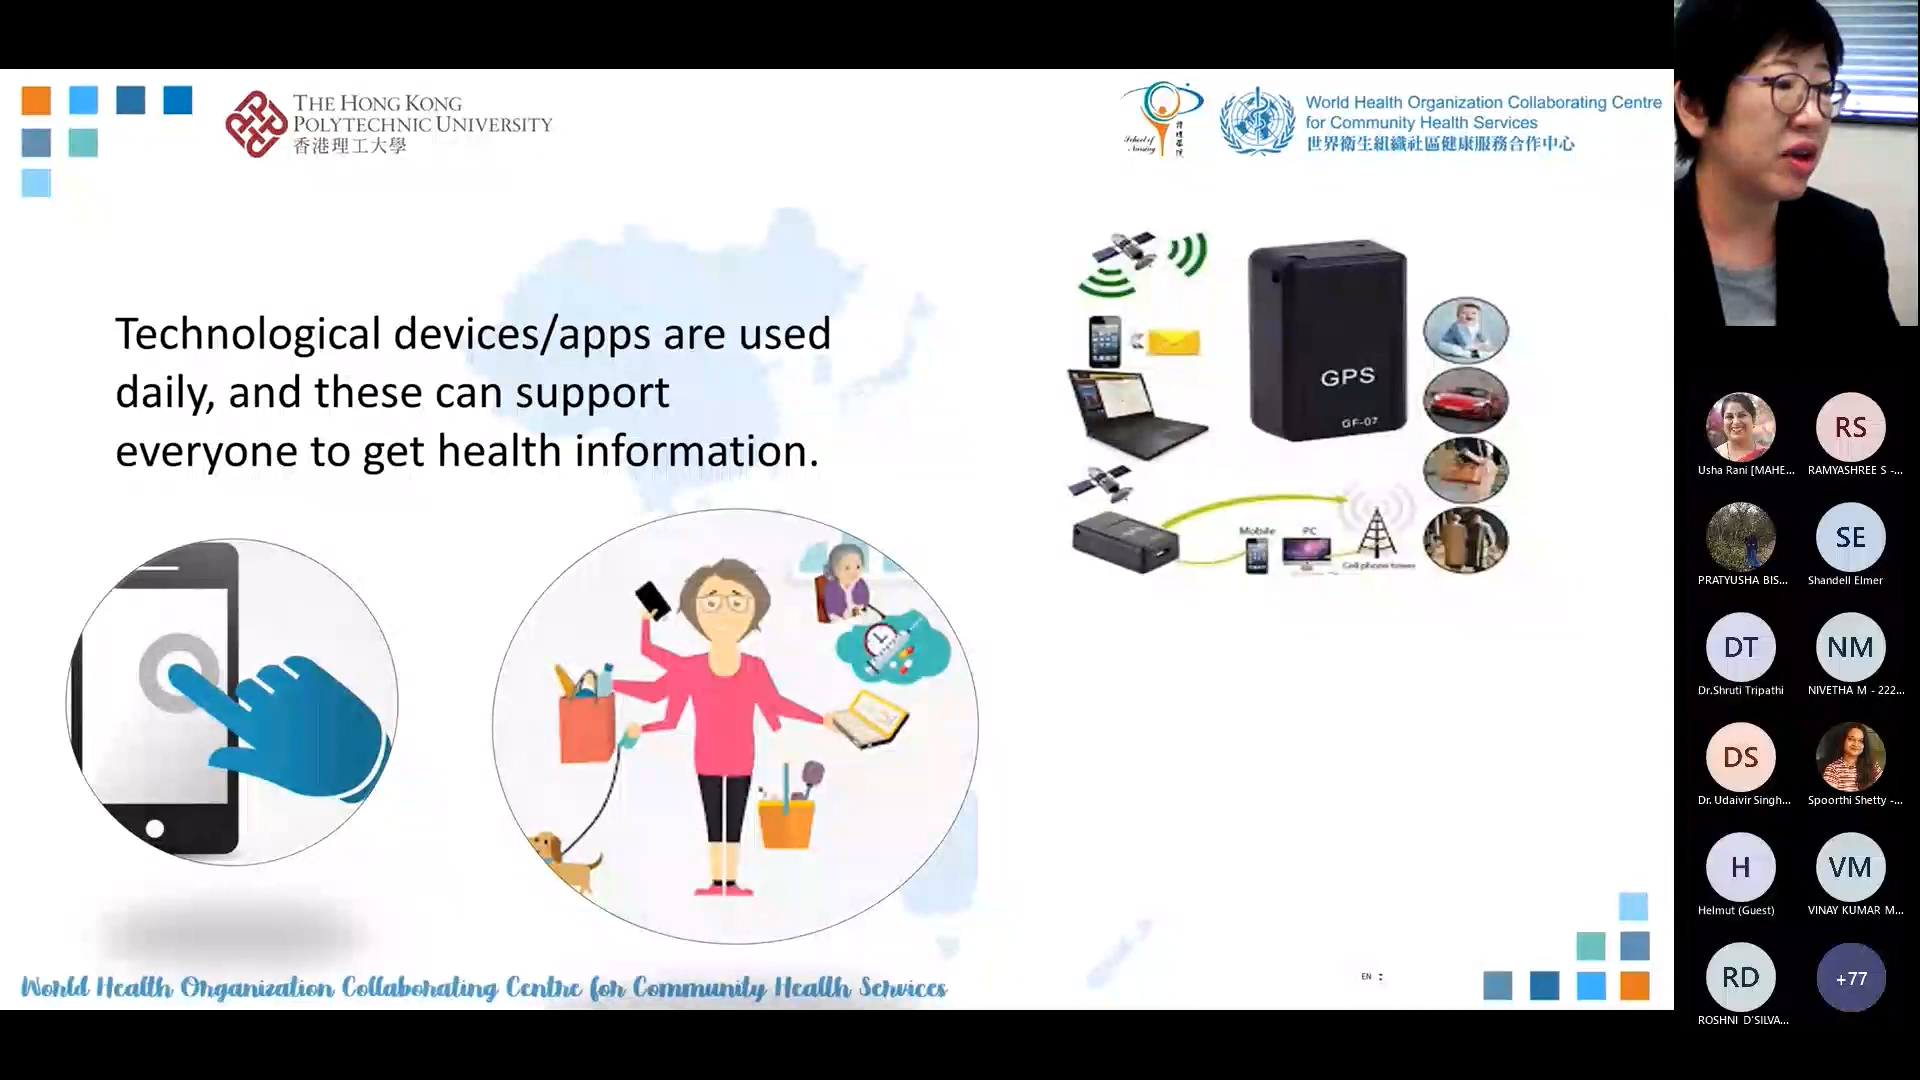 THE HONG KONG
POLYTECHNIC UNIVERSITY
香港理工大學
School of
Nursing
World Health Organization Collaborating Centre
for Community Health Services
世界衛生組織社區健康服務合作中心
Technological devices/apps are used
daily, and these can support
everyone to get health information.
GPS
GF-07
Mobile
PC
Cell phone tower
World Health Organization Collaborating Centre for Community Health Services
EN
RS
Usha Rani [MAHE...
RAMYASHREE S -...
SE
PRATYUSHA BIS...
Shandell Elmer
DT
NM
Dr.Shruti Tripathi
NIVETHA M - 222...
DS
Dr. Udaivir Singh...
Spoorthi Shetty -...
H
VM
Helmut (Guest)
VINAY KUMAR M...
RD
+77
ROSHNI D'SILVA...